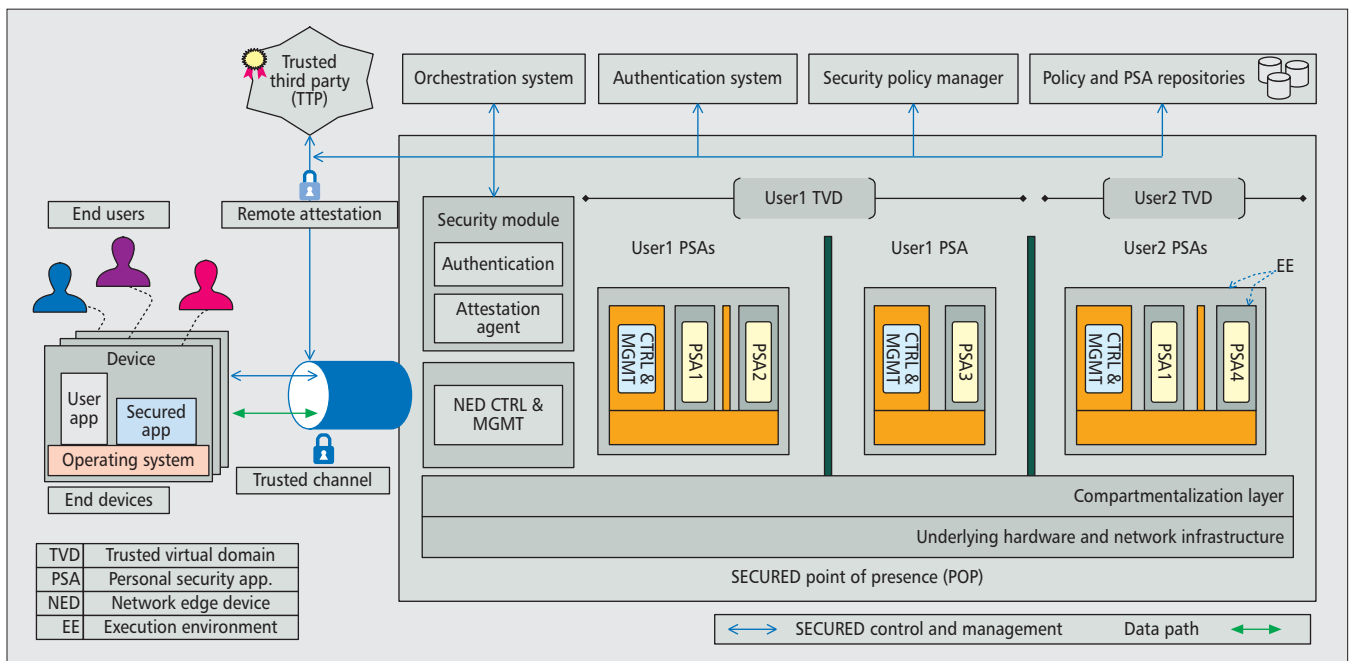 Trusted
third party
(TTP)
Orchestration system
Authentication system
Security policy manager
Policy and PSA repositories
End users
Remote attestation
Security module
Authentication
Attestation
agent
NED CTRL &
MGMT
User1 TVD
User2 TVD
User1 PSAs
User1 PSA
User2 PSAs
EE
CTRL &
MGMT
PSA1
PSA2
CTRL &
MGMT
PSA3
CTRL &
MGMT
PSA1
PSA4
Device
User
app
Secured
app
Operating system
End devices
Trusted channel
Compartmentalization layer
Underlying hardware and network infrastructure
SECURED point of presence (POP)
TVD Trusted virtual domain
PSA Personal security app.
NED Network edge device
EE Execution environment
SECURED control and management
Data path